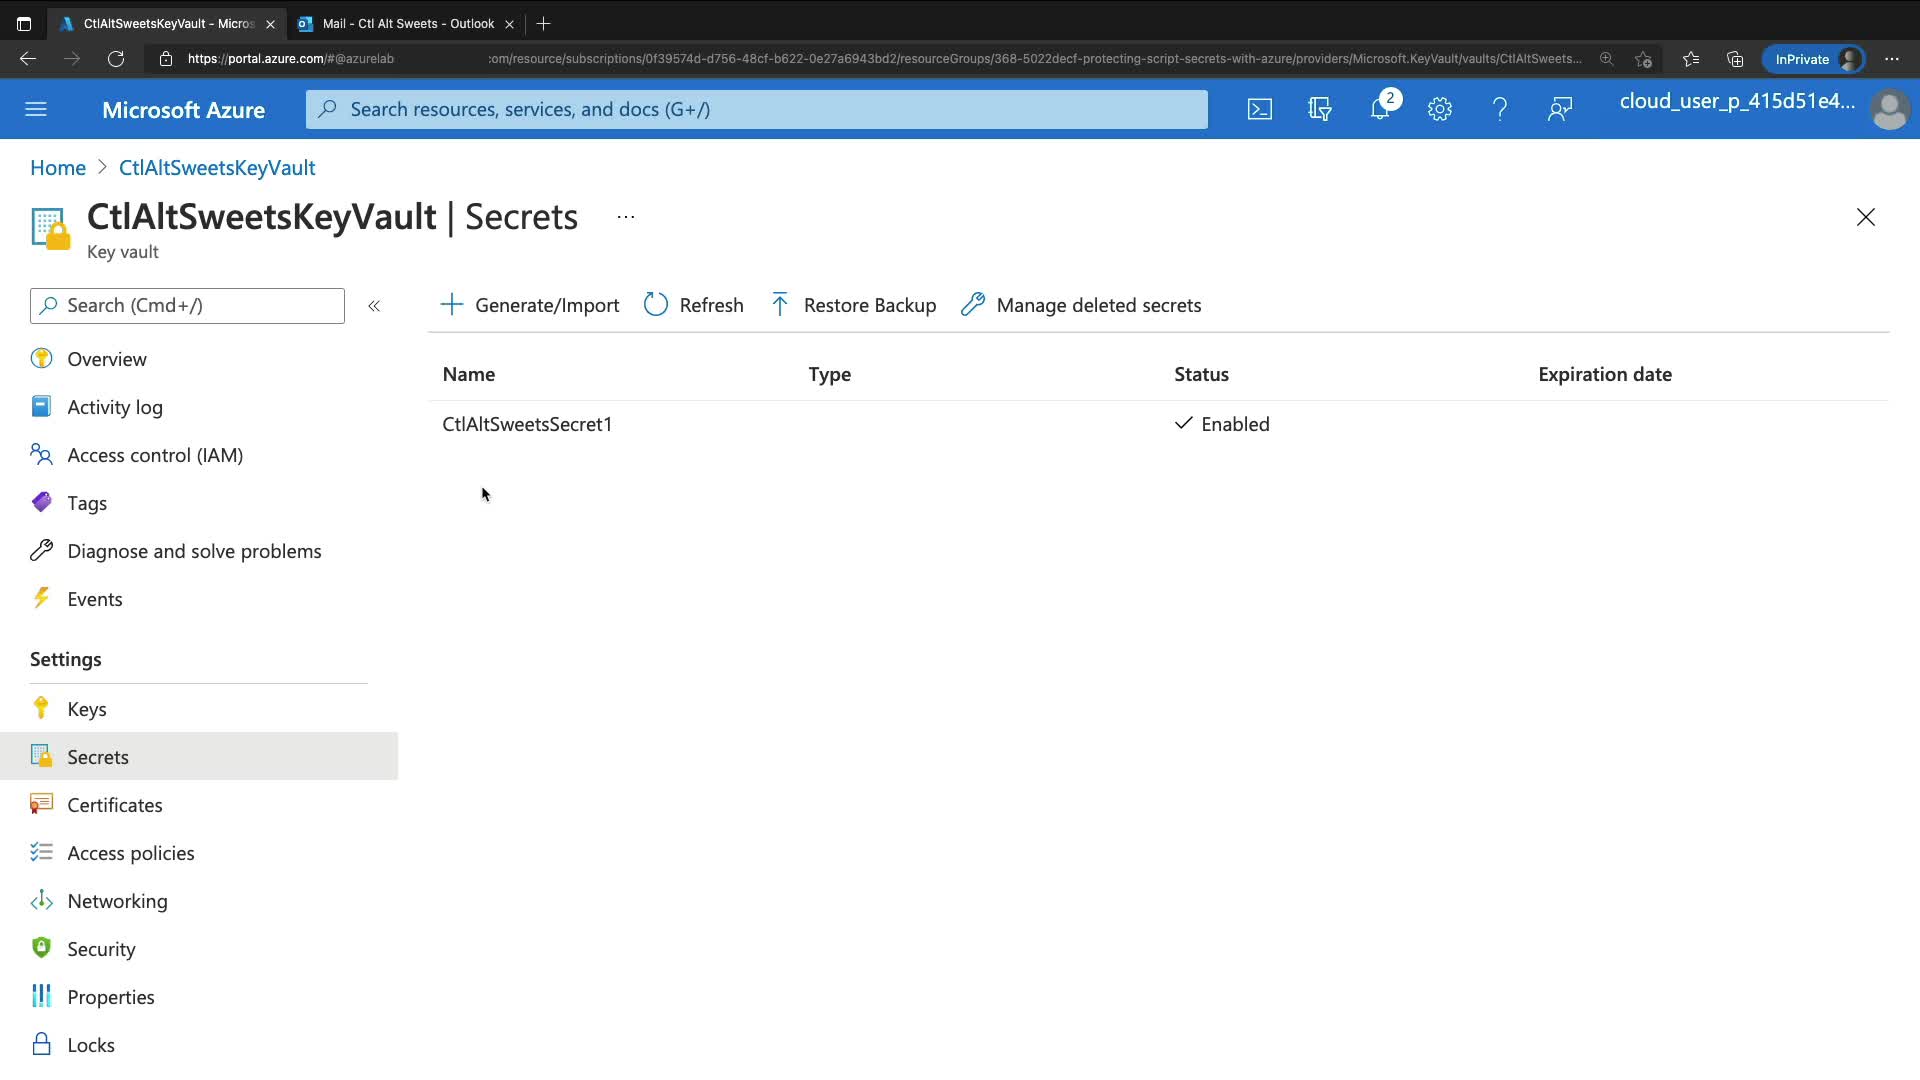 CtlAltSweetsKeyVault - Micros
Mail - Ctl Alt Sweets - Outlook
https://portal.azure.com/#@azurelab
:om/resource/subscriptions/0f39574d-d756-48cf-b622-0e27a6943bd2/resourceGroups/368-5022decf-protecting-script-secrets-with-azure/providers/Microsoft.KeyVault/vaults/CtlAltSweets...
InPrivate
Microsoft Azure
Search resources, services, and docs (G+/)
2
cloud_user_p_415d51e4...
Home > CtlAltSweetsKeyVault
CtlAltSweetsKeyVault | Secrets ...
Key vault
Search (Cmd+/)
«
Generate/Import
Refresh
Restore Backup
Manage deleted secrets
Name Type Status Expiration date
CtlAltSweetsSecret1 Enabled
Overview
Activity log
Access control (IAM)
Tags
Diagnose and solve problems
Events
Settings
Keys
Secrets
Certificates
Access policies
Networking
Security
Properties
Locks